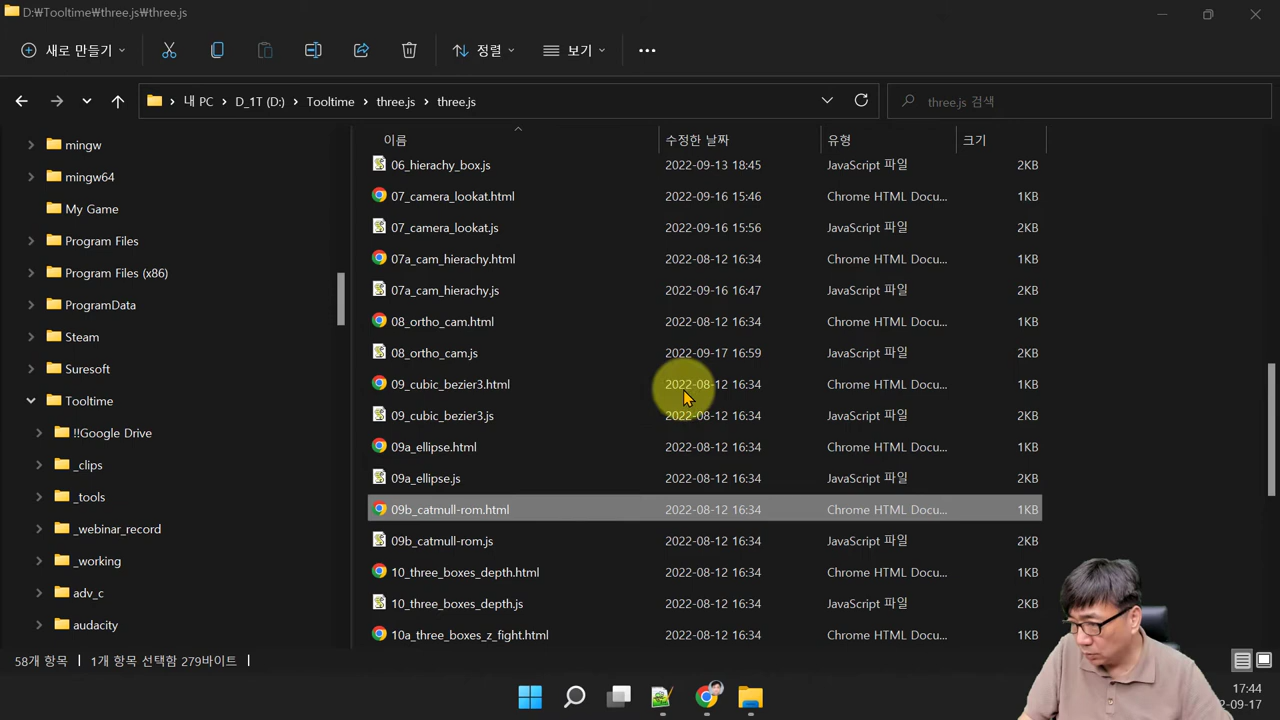 D:₩Tooltime₩three.js₩three.js
새로 만들기
정렬
보기
내 PC
D_1T (D:)
Tooltime
three.js
three.js
three.js 검색
mingw
mingw64
My Game
Program Files
Program Files (x86)
ProgramData
Steam
Suresoft
Tooltime
!!Google Drive
_clips
_tools
_webinar_record
_working
adv_c
audacity
이름 수정한 날짜 유형 크기
06_hierachy_box.js 2022-09-13 18:45 JavaScript 파일 2KB
07_camera_lookat.html 2022-09-16 15:46 Chrome HTML Docu... 1KB
07_camera_lookat.js 2022-09-16 15:56 JavaScript 파일 2KB
07a_cam_hierachy.html 2022-08-12 16:34 Chrome HTML Docu... 1KB
07a_cam_hierachy.js 2022-09-16 16:47 JavaScript 파일 2KB
08_ortho_cam.html 2022-08-12 16:34 Chrome HTML Docu... 1KB
08_ortho_cam.js 2022-09-17 16:59 JavaScript 파일 2KB
09_cubic_bezier3.html 2022-08-12 16:34 Chrome HTML Docu... 1KB
09_cubic_bezier3.js 2022-08-12 16:34 JavaScript 파일 2KB
09a_ellipse.html 2022-08-12 16:34 Chrome HTML Docu... 1KB
09a_ellipse.js 2022-08-12 16:34 JavaScript 파일 2KB
09b_catmull-rom.html 2022-08-12 16:34 Chrome HTML Docu... 1KB
09b_catmull-rom.js 2022-08-12 16:34 JavaScript 파일 2KB
10_three_boxes_depth.html 2022-08-12 16:34 Chrome HTML Docu... 1KB
10_three_boxes_depth.js 2022-08-12 16:34 JavaScript 파일 2KB
10a_three_boxes_z_fight.html 2022-08-12 16:34 Chrome HTML Docu... 1KB
58개 항목
1개 항목 선택함 279바이트
17:44
-09-17